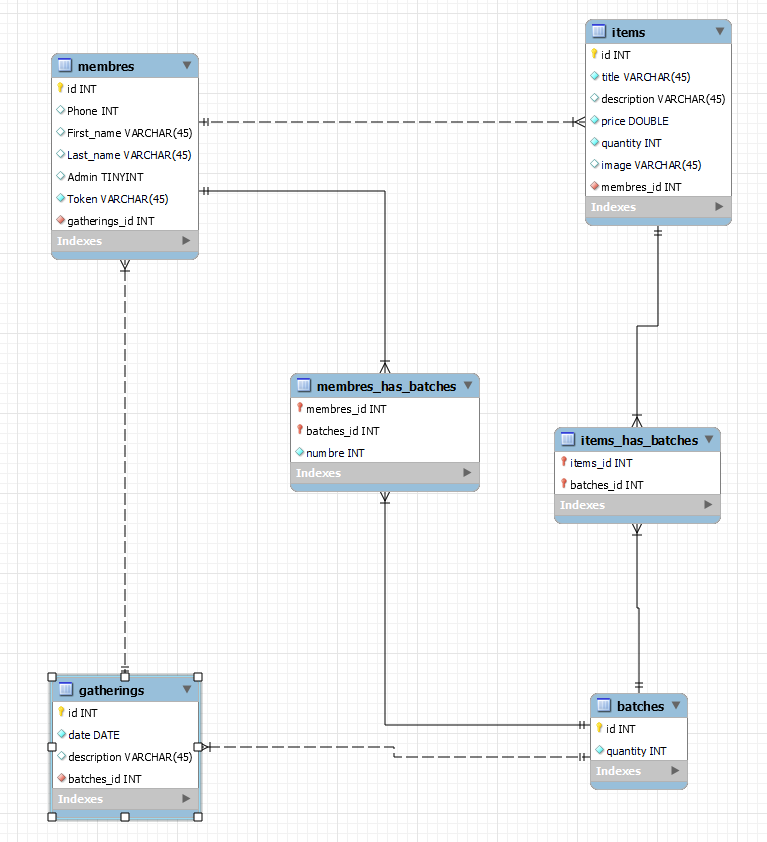 membres
id INT
Phone INT
First_name VARCHAR(45)
Last_name VARCHAR(45)
Admin TINYINT
Token VARCHAR(45)
gatherings_id INT
Indexes
items
id INT
title VARCHAR(45)
description VARCHAR(45)
price DOUBLE
quantity INT
image VARCHAR(45)
membres_id INT
Indexes
membres_has_batches
membres_id INT
batches_id INT
numbre INT
Indexes
items_has_batches
items_id INT
batches_id INT
Indexes
gatherings
id INT
date DATE
description VARCHAR(45)
batches_id INT
Indexes
batches
id INT
quantity INT
Indexes